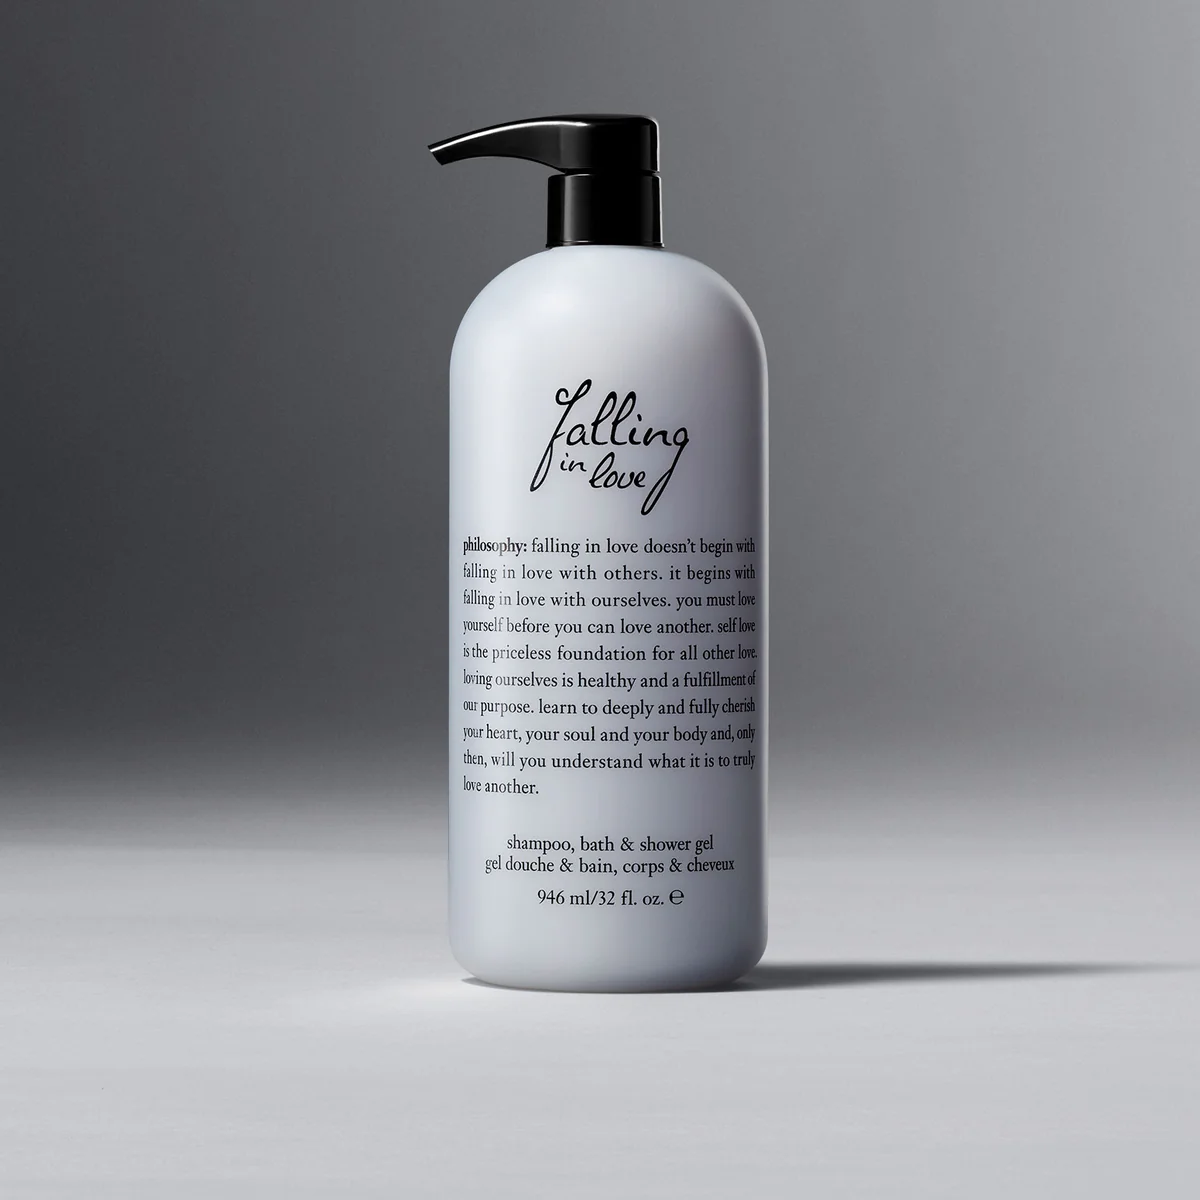 falling
in love
philosophy: falling in love doesn't begin with
falling in love with others. it begins with
falling in love with ourselves. you must love
yourself before you can love another. self love
is the priceless foundation for all other love.
loving ourselves is healthy and a fulfillment of
our purpose. learn to deeply and fully cherish
your heart, your soul and your body and, only
then, will you understand what it is to truly
love another.
shampoo, bath & shower gel
gel douche & bain, corps & cheveux
946 ml/32 fl. oz. ℮